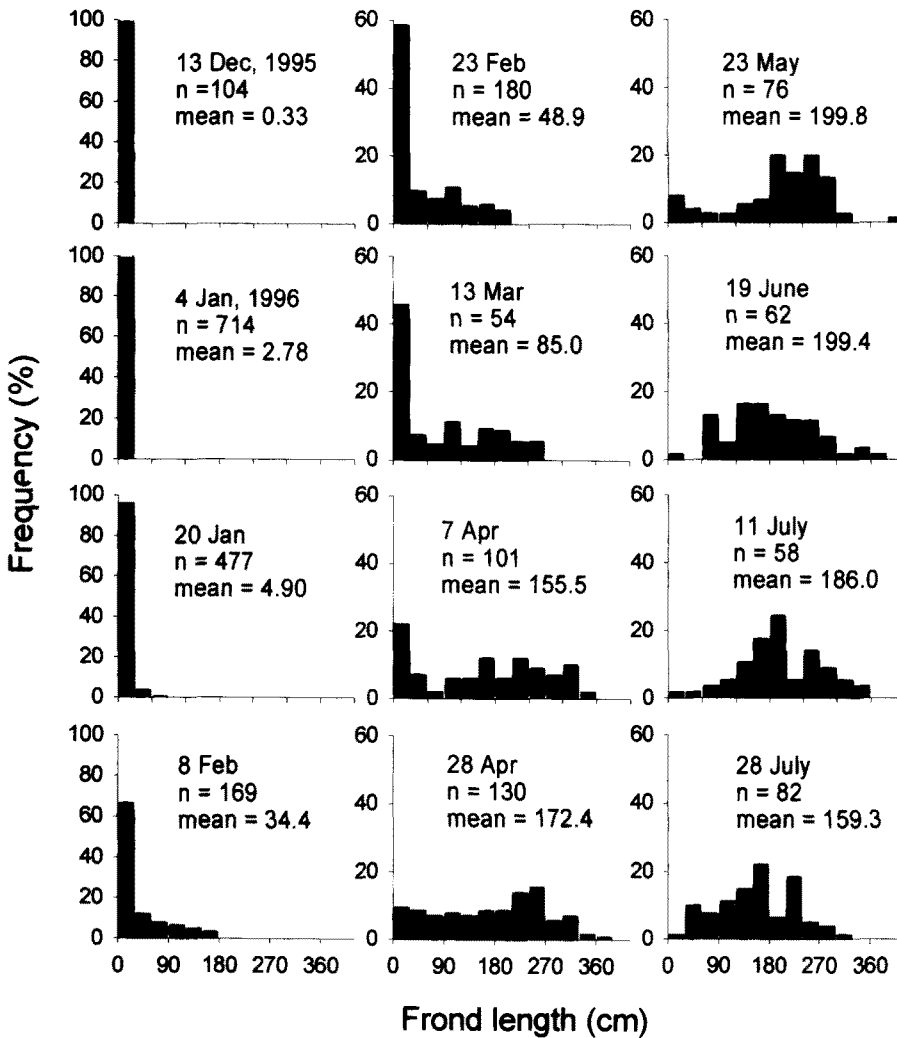 Frequency (%)
100
80
60
40
20
0
13 Dec, 1995
n =104
mean = 0.33
60
40
20
0
23 Feb
n = 180
mean = 48.9
60
40
20
0
23 May
n = 76
mean = 199.8
100
80
60
40
20
0
4 Jan, 1996
n = 714
mean = 2.78
60
40
20
0
13 Mar
n = 54
mean = 85.0
60
40
20
0
19 June
n = 62
mean = 199.4
100
80
60
40
20
0
20 Jan
n = 477
mean = 4.90
60
40
20
0
7 Apr
n = 101
mean = 155.5
60
40
20
0
11 July
n = 58
mean = 186.0
100
80
60
40
20
0
8 Feb
n = 169
mean = 34.4
60
40
20
0
28 Apr
n = 130
mean = 172.4
60
40
20
0
28 July
n = 82
mean = 159.3
0 90 180 270 360
0 90 180 270 360
0 90 180 270 360
Frond length (cm)